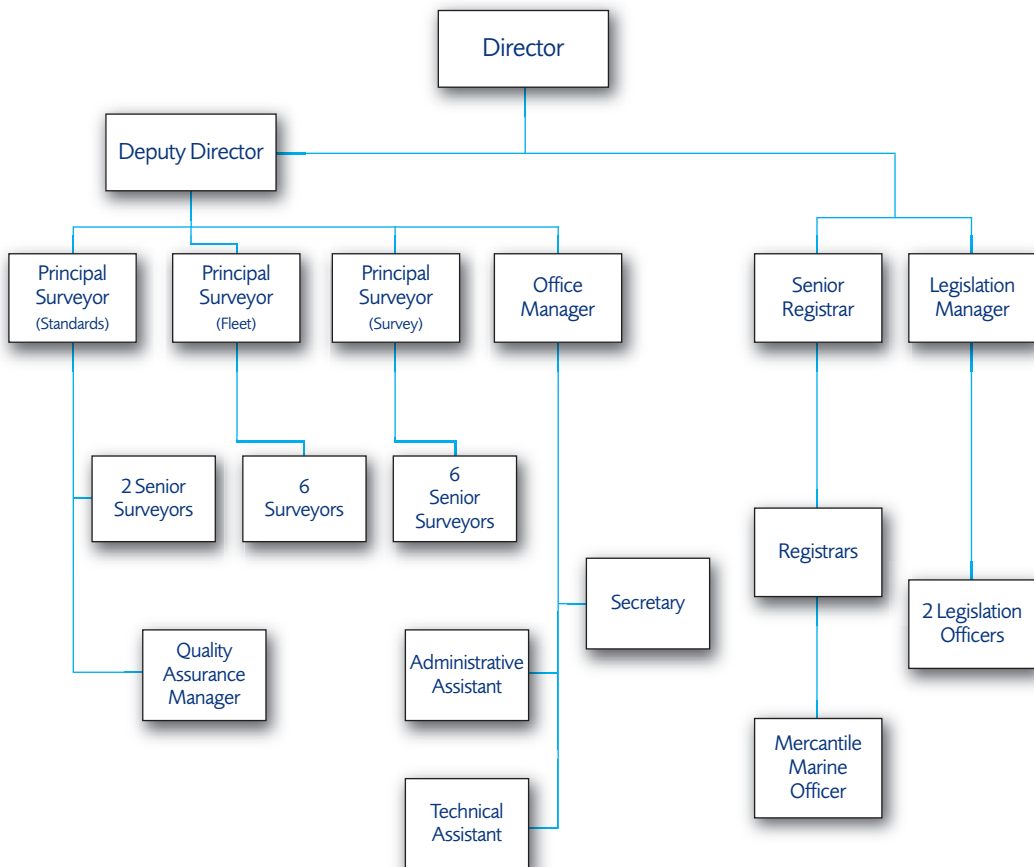 Director
Deputy Director
Principal
Surveyor
(Standards)
Principal
Surveyor
(Fleet)
Principal
Surveyor
(Survey)
Office
Manager
Senior
Registrar
Legislation
Manager
2 Senior
Surveyors
6
Surveyors
6
Senior
Surveyors
Registrars
Secretary
2 Legislation
Officers
Quality
Assurance
Manager
Administrative
Assistant
Mercantile
Marine
Officer
Technical
Assistant